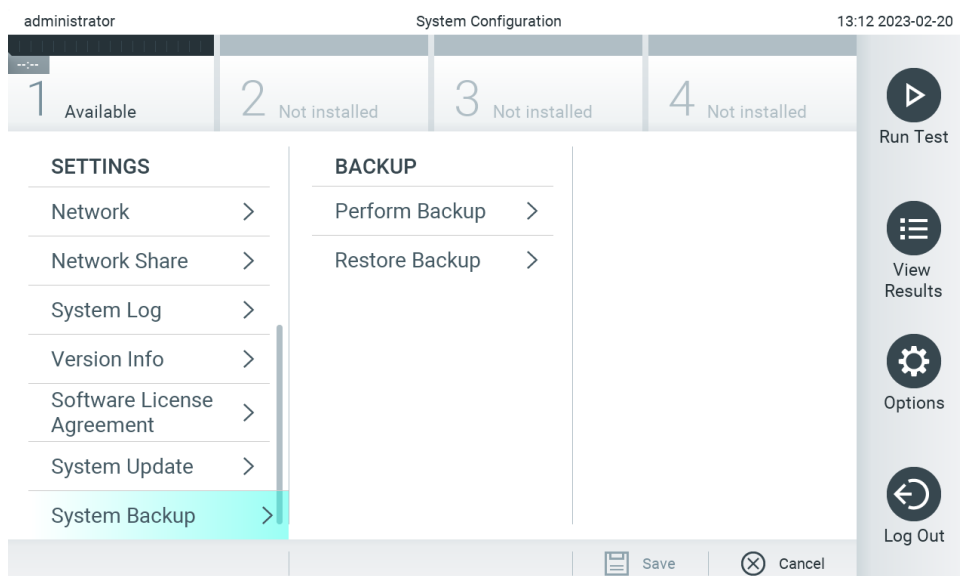 administrator
System Configuration
13:12 2023-02-20
--:--
1 Available
2 Not installed
3 Not installed
4 Not installed
Run Test
View
Results
Options
Log Out
SETTINGS
Network
Network Share
System Log
Version Info
Software License
Agreement
System Update
System Backup
BACKUP
Perform Backup
Restore Backup
Save
Cancel